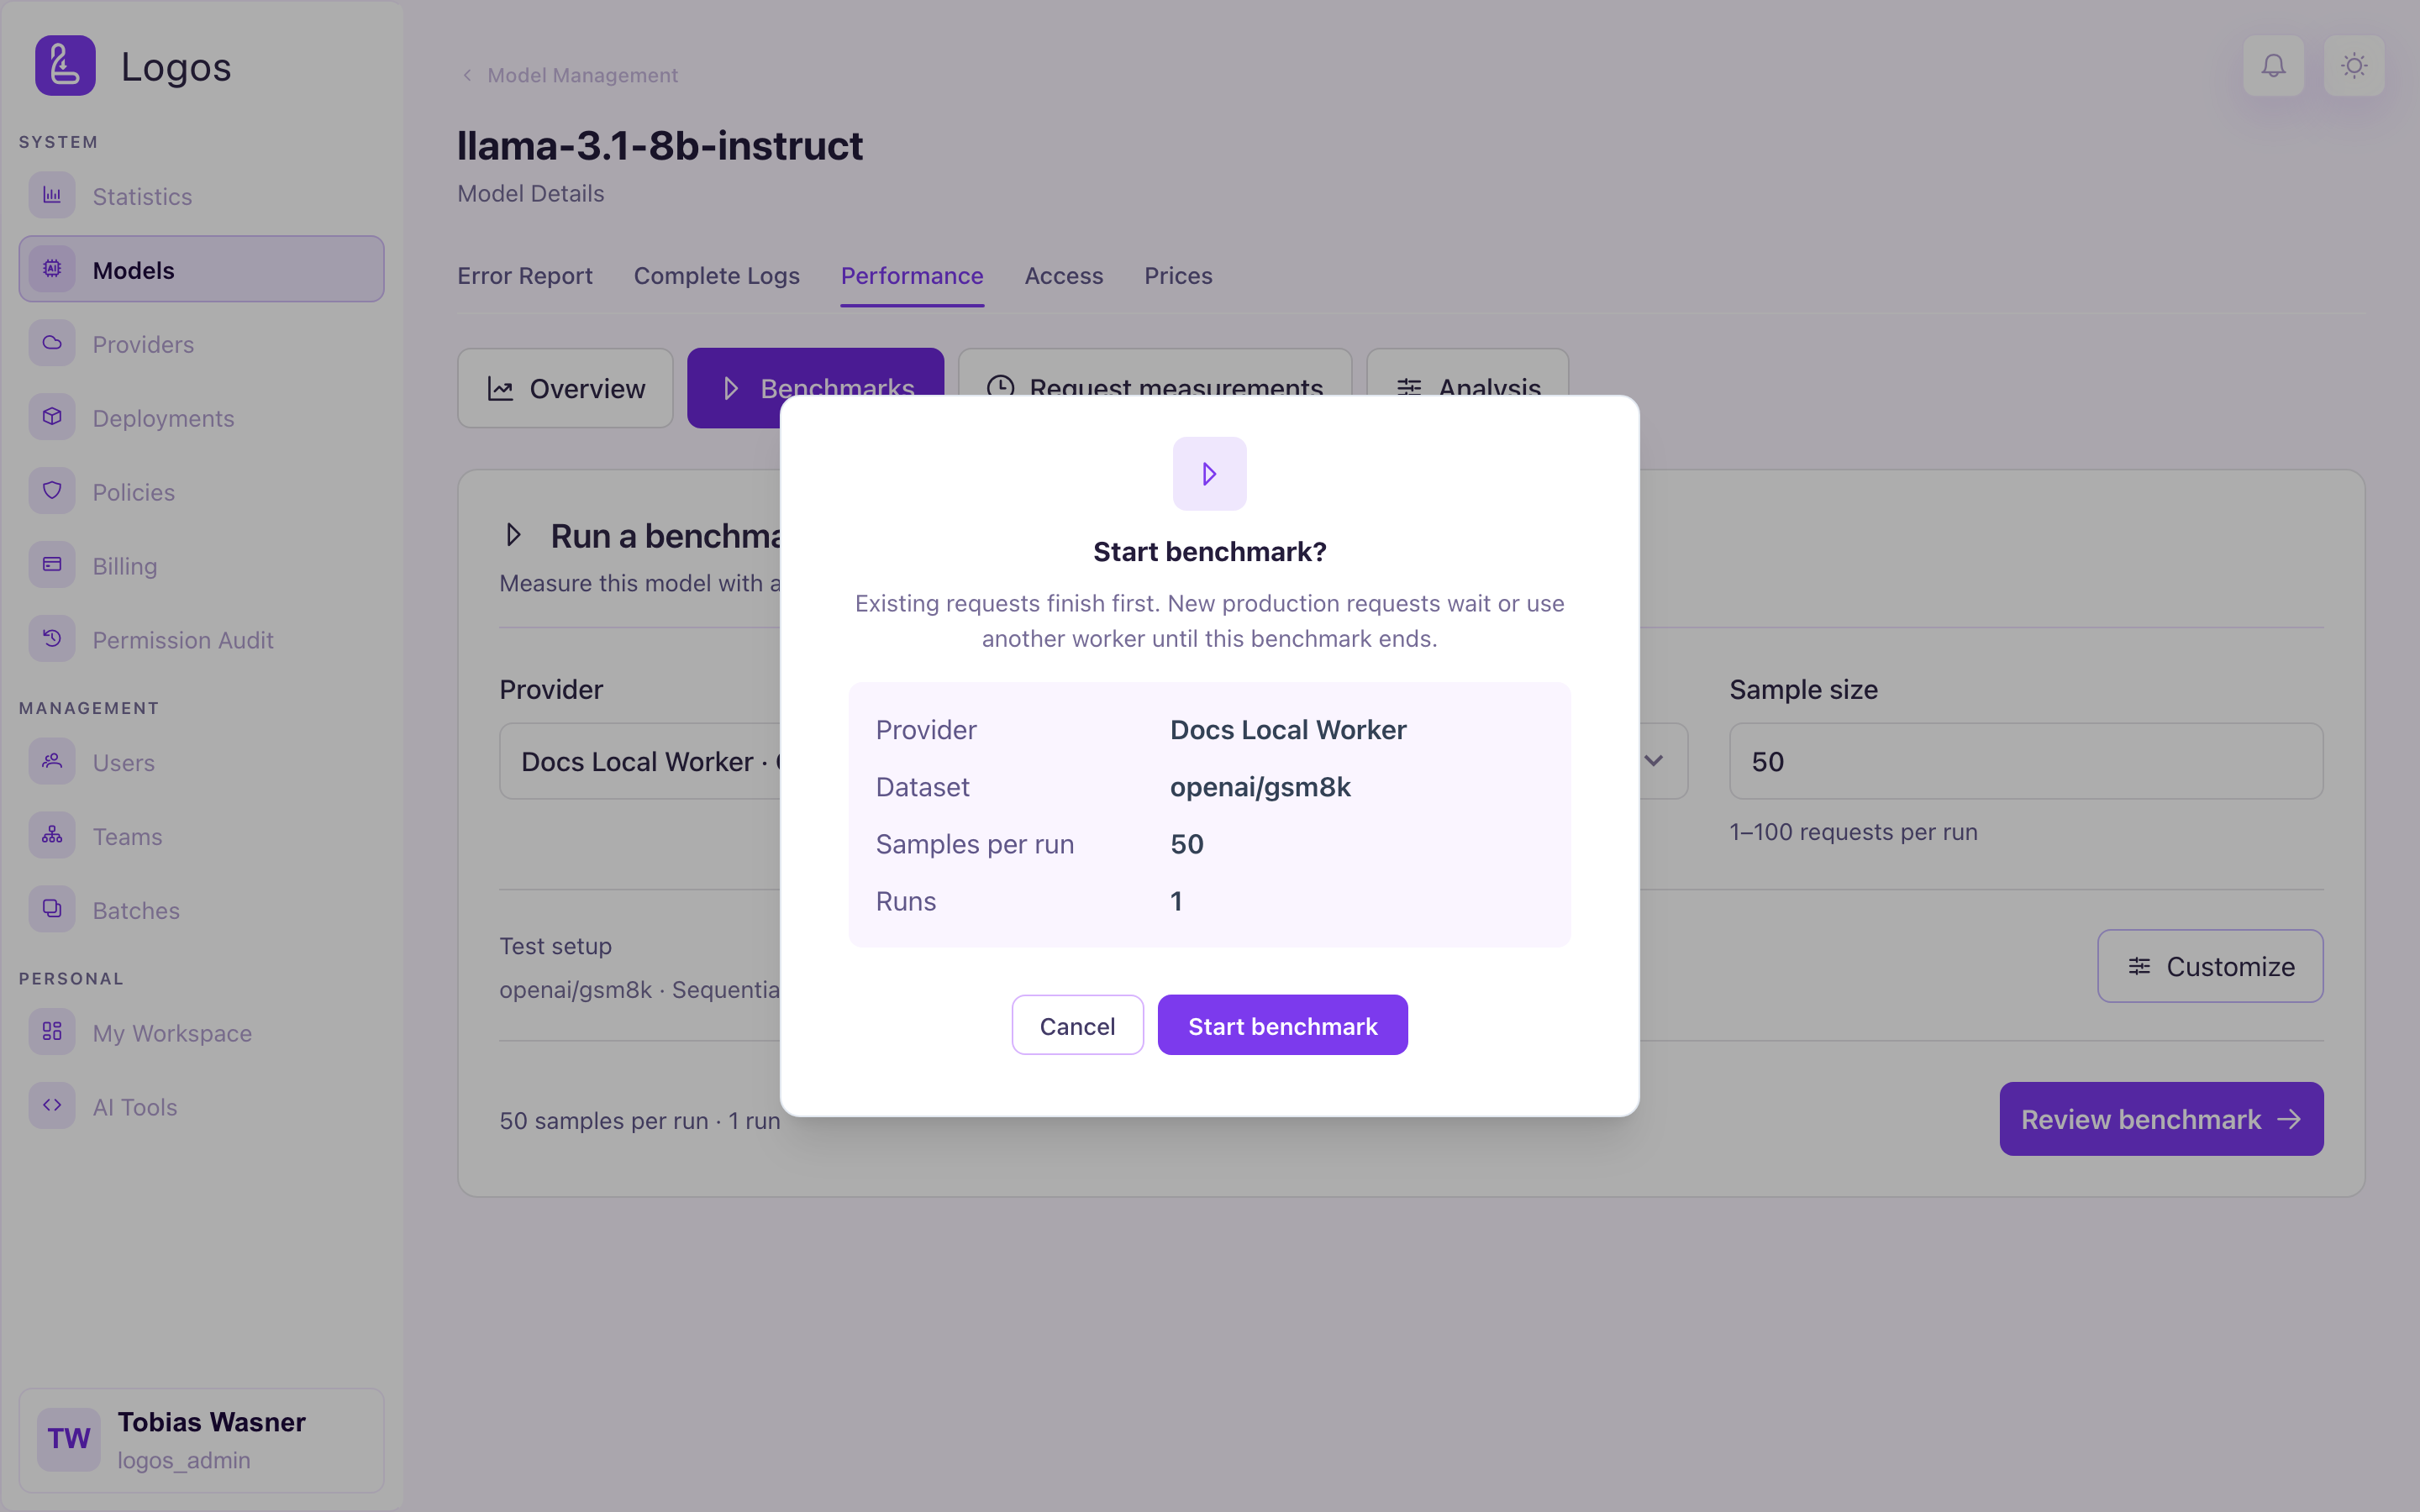 Logos
SYSTEM
Statistics
Models
Providers
Deployments
Policies
Billing
Permission Audit
MANAGEMENT
Users
Teams
Batches
PERSONAL
My Workspace
AI Tools
TW
Tobias Wasner
logos_admin
Model Management
llama-3.1-8b-instruct
Model Details
Error Report
Complete Logs
Performance
Access
Prices
Overview
Benchmarks
Request measurements
Analysis
Run a benchma
Measure this model with a
Provider
Docs Local Worker ·
Sample size
50
1–100 requests per run
Test setup
openai/gsm8k · Sequentia
Customize
50 samples per run · 1 run
Review benchmark
Start benchmark?
Existing requests finish first. New production requests wait or use
another worker until this benchmark ends.
Provider Docs Local Worker
Dataset openai/gsm8k
Samples per run 50
Runs 1
Cancel
Start benchmark